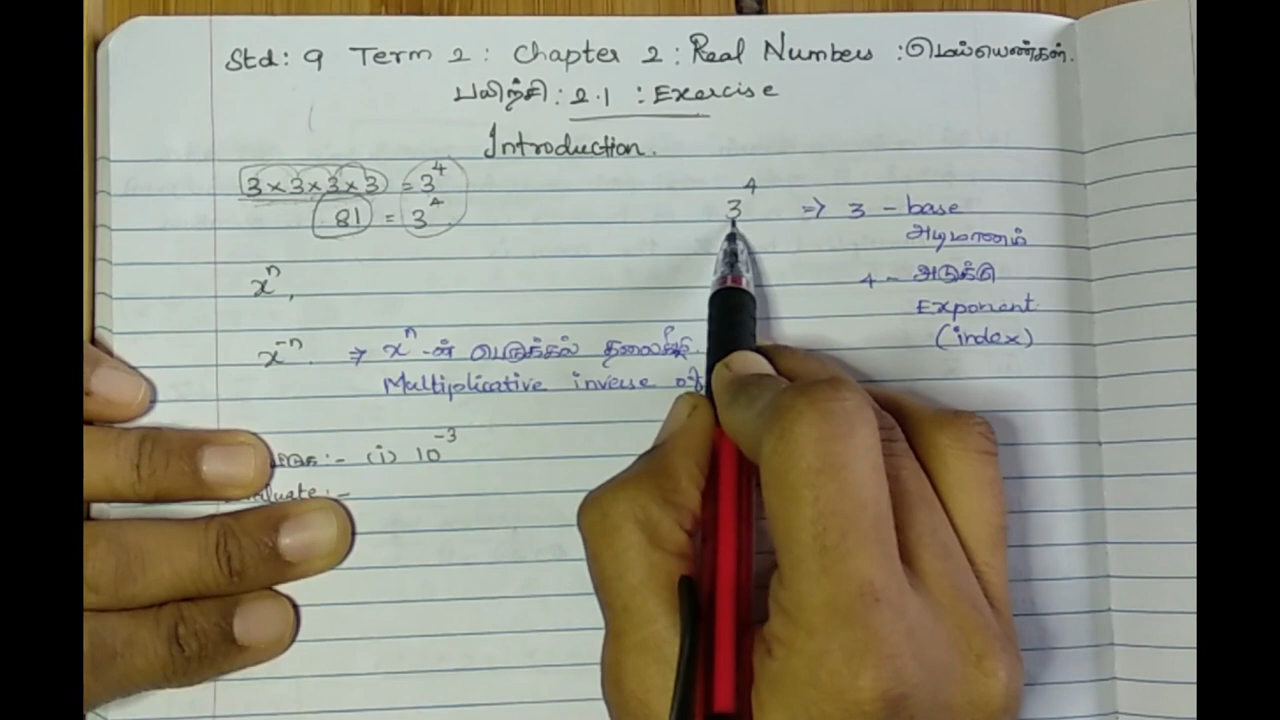 Std: 9 Term 2 : Chapter 2 : Real Numbers : மெய்யெண்கள்.
பயிற்சி : 2.1 : Exercise
Introduction.
3×3×3×3 = 3⁴
81 = 3⁴
3⁴ => 3 - base
அடிமானம்
xⁿ,
4 - அடுக்கு
Exponent
(index)
x⁻ⁿ. => xⁿ -ன் பெருக்கல்
Multiplicative inverse of
:- (i) 10⁻³
:-